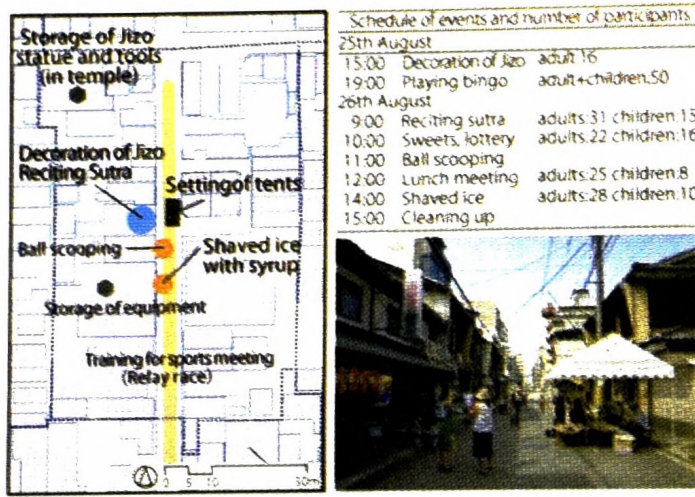 Storage of Jizo
statue and tools
(in temple)
Decoration of Jizo
Reciting Sutra
Settingof tents
Ball scooping
Shaved ice
with syrup
Storage of equipment
Training for sports meeting
(Relay race)
0 5 10 30m
Schedule of events and number of participants
25th August
15:00 Decoration of Jizo adult:16
19:00 Playing bingo adult+children:50
26th August
9:00 Reciting sutra adults:31 children:15
10:00 Sweets, lottery adults:22 children:16
11:00 Ball scooping
12:00 Lunch meeting adults:25 children:8
14:00 Shaved ice adults:28 children:
15:00 Cleaning up